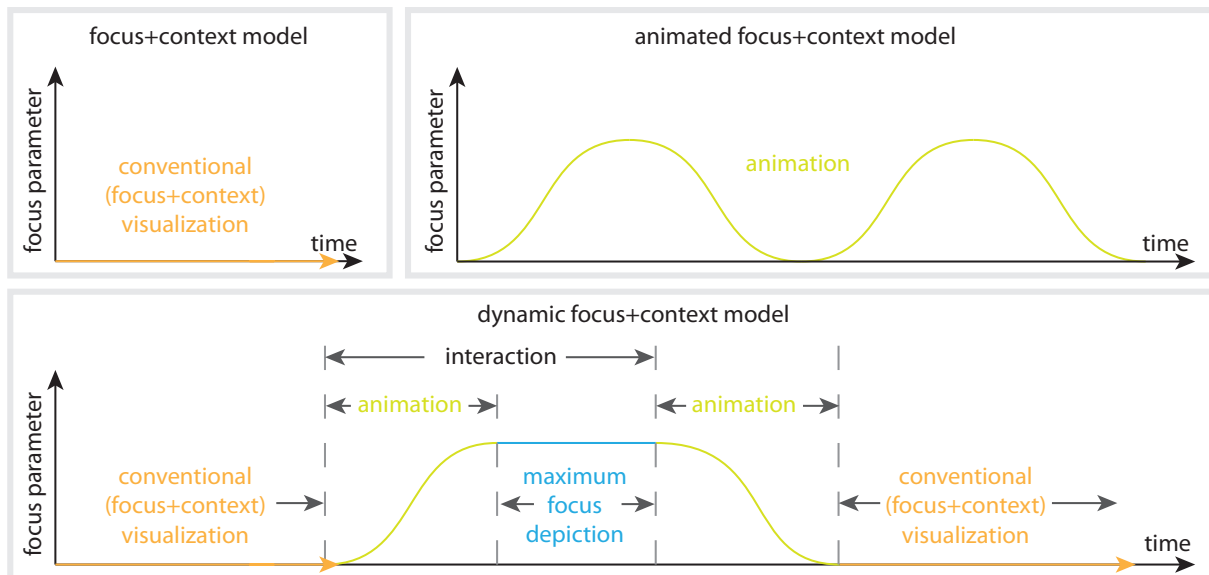 focus+context model
focus parameter
conventional
(focus+context)
visualization
time
animated focus+context model
focus parameter
animation
time
dynamic focus+context model
interaction
animation
animation
focus parameter
conventional
(focus+context)
visualization
maximum
focus
depiction
conventional
(focus+context)
visualization
time